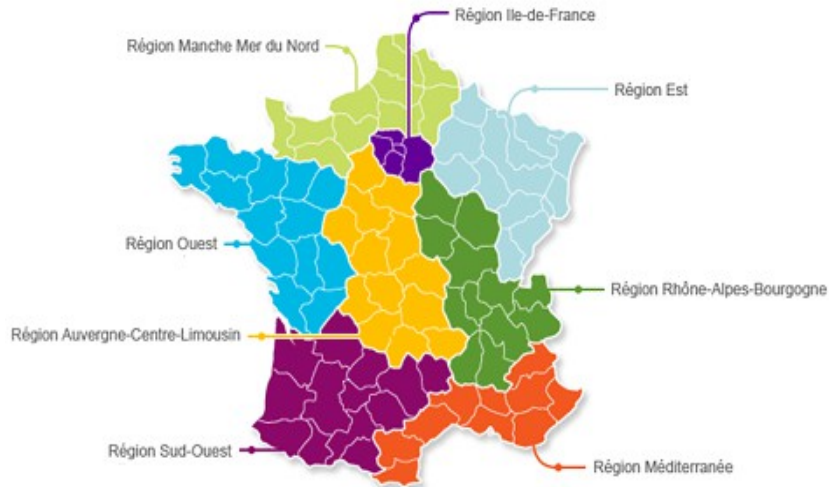 Région Ile-de-France
Région Manche Mer du Nord
Région Est
Région Ouest
Région Rhône-Alpes-Bourgogne
Région Auvergne-Centre-Limousin
Région Sud-Ouest
Région Méditerranée